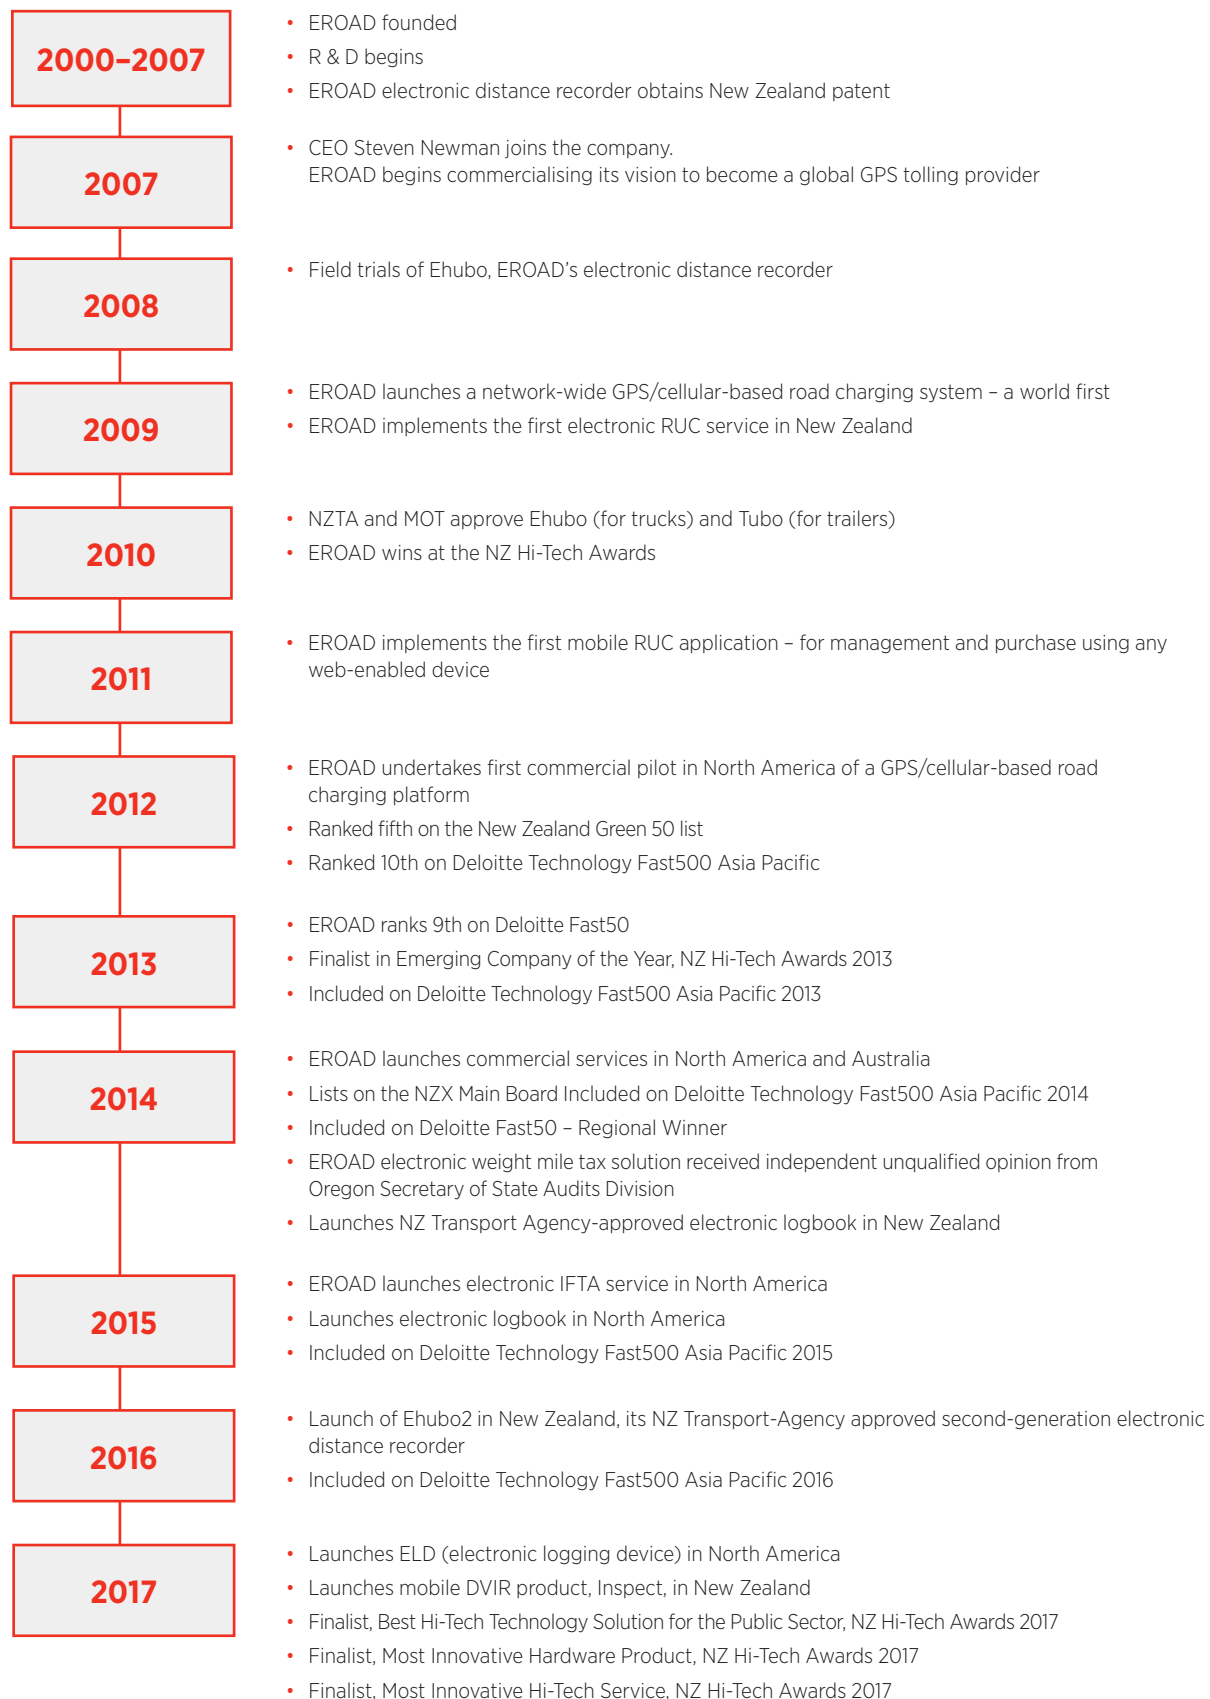 2000–2007
• EROAD founded
• R & D begins
• EROAD electronic distance recorder obtains New Zealand patent
2007
• CEO Steven Newman joins the company.
EROAD begins commercialising its vision to become a global GPS tolling provider
2008
• Field trials of Ehubo, EROAD's electronic distance recorder
2009
• EROAD launches a network-wide GPS/cellular-based road charging system – a world first
• EROAD implements the first electronic RUC service in New Zealand
2010
• NZTA and MOT approve Ehubo (for trucks) and Tubo (for trailers)
• EROAD wins at the NZ Hi-Tech Awards
2011
• EROAD implements the first mobile RUC application – for management and purchase using any
web-enabled device
2012
• EROAD undertakes first commercial pilot in North America of a GPS/cellular-based road
charging platform
• Ranked fifth on the New Zealand Green 50 list
• Ranked 10th on Deloitte Technology Fast500 Asia Pacific
2013
• EROAD ranks 9th on Deloitte Fast50
• Finalist in Emerging Company of the Year, NZ Hi-Tech Awards 2013
• Included on Deloitte Technology Fast500 Asia Pacific 2013
2014
• EROAD launches commercial services in North America and Australia
• Lists on the NZX Main Board Included on Deloitte Technology Fast500 Asia Pacific 2014
• Included on Deloitte Fast50 – Regional Winner
• EROAD electronic weight mile tax solution received independent unqualified opinion from
Oregon Secretary of State Audits Division
• Launches NZ Transport Agency-approved electronic logbook in New Zealand
2015
• EROAD launches electronic IFTA service in North America
• Launches electronic logbook in North America
• Included on Deloitte Technology Fast500 Asia Pacific 2015
2016
• Launch of Ehubo2 in New Zealand, its NZ Transport-Agency approved second-generation electronic
distance recorder
• Included on Deloitte Technology Fast500 Asia Pacific 2016
2017
• Launches ELD (electronic logging device) in North America
• Launches mobile DVIR product, Inspect, in New Zealand
• Finalist, Best Hi-Tech Technology Solution for the Public Sector, NZ Hi-Tech Awards 2017
• Finalist, Most Innovative Hardware Product, NZ Hi-Tech Awards 2017
• Finalist, Most Innovative Hi-Tech Service, NZ Hi-Tech Awards 2017